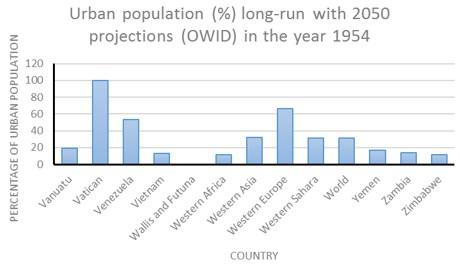 Urban population (%) long-run with 2050
projections (OWID) in the year 1954
PERCENTAGE OF URBAN POPULATION
120
100
80
60
40
20
0
Vanuatu
Vatican
Venezuela
Vietnam
Wallis and Futuna
Western Africa
Western Asia
Western Europe
Western Sahara
World
Yemen
Zambia
Zimbabwe
COUNTRY